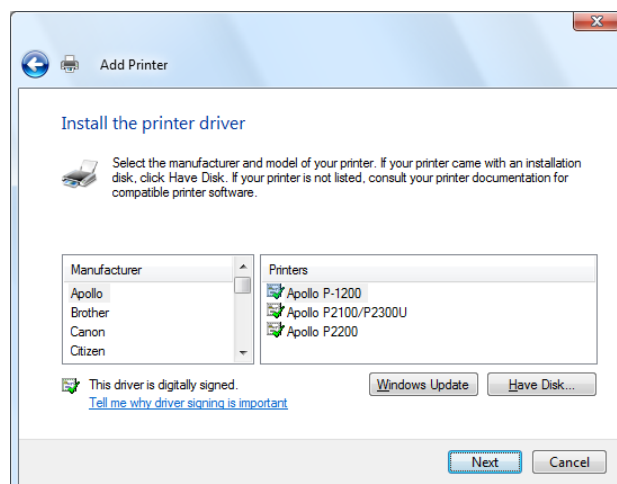 Add Printer
Install the printer driver
Select the manufacturer and model of your printer. If your printer came with an installation
disk, click Have Disk. If your printer is not listed, consult your printer documentation for
compatible printer software.
Manufacturer
Apollo
Brother
Canon
Citizen
Printers
Apollo P-1200
Apollo P2100/P2300U
Apollo P2200
This driver is digitally signed.
Tell me why driver signing is important
Windows Update
Have Disk...
Next
Cancel